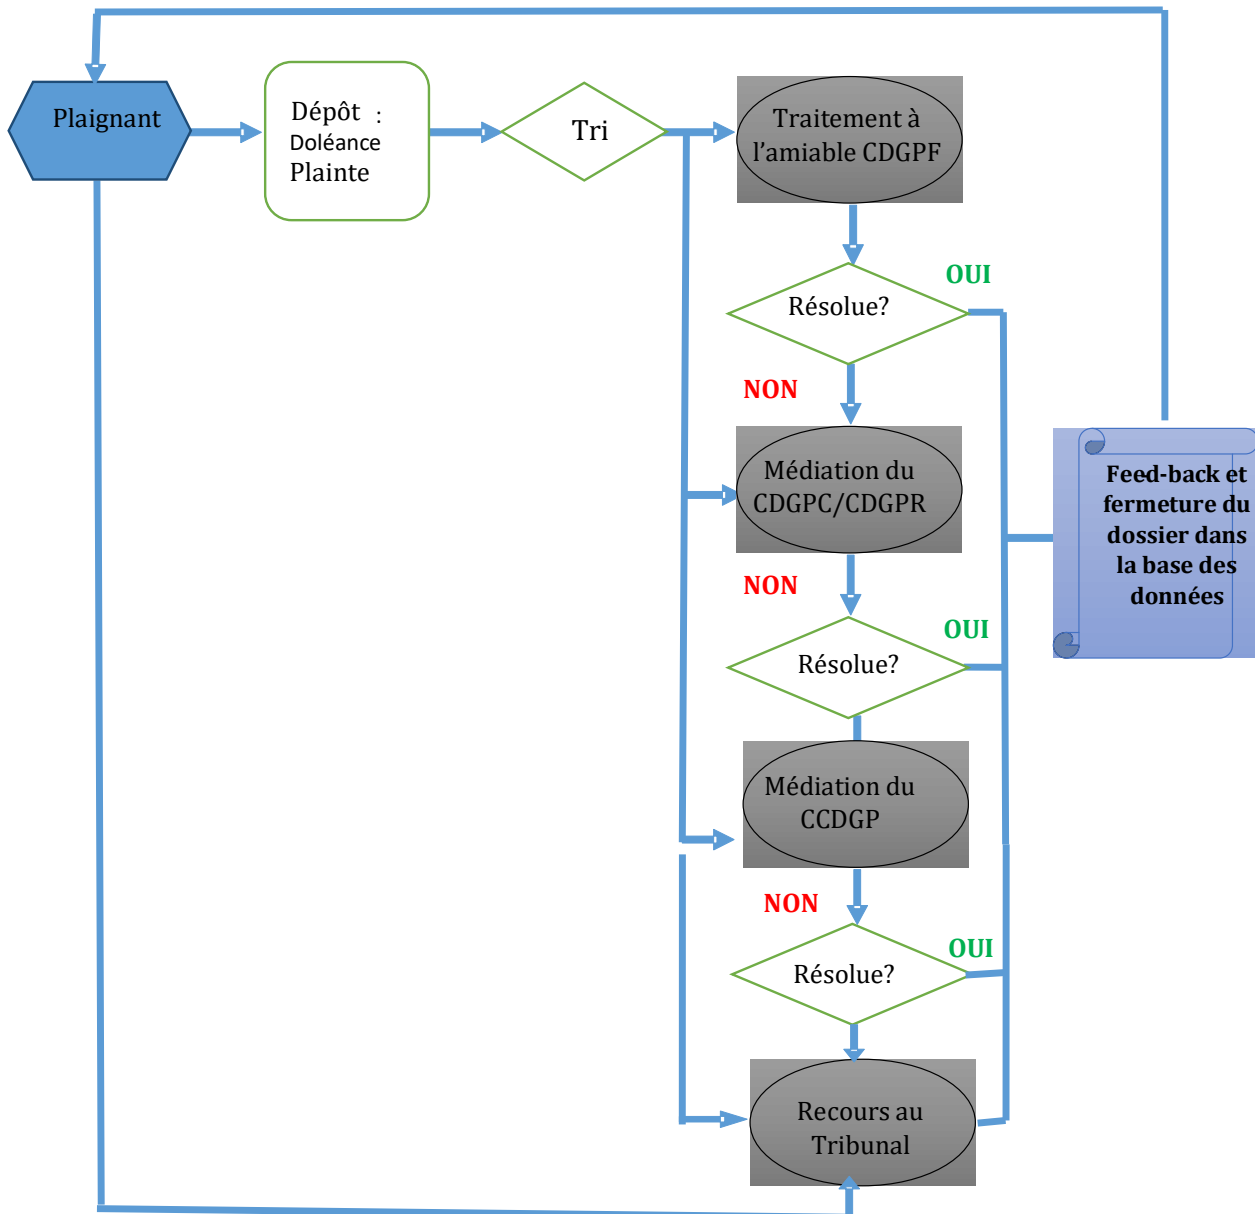 Plaignant
Dépôt :
Doléance
Plainte
Tri
Traitement à
l'amiable CDGPF
OUI
Résolue?
NON
Médiation du
CDGPC/CDGPR
Feed-back et
fermeture du
dossier dans
la base des
données
NON
OUI
Résolue?
Médiation du
CCDGP
NON
OUI
Résolue?
Recours au
Tribunal